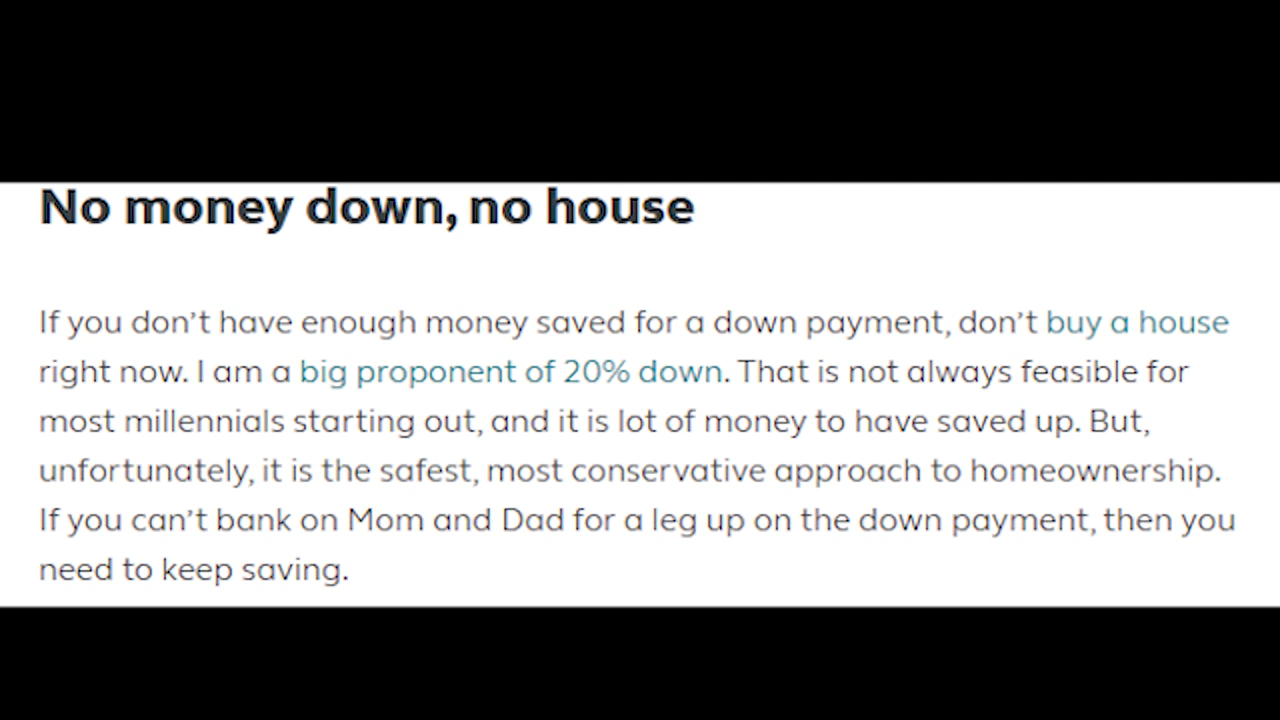 No money down, no house
If you don’t have enough money saved for a down payment, don’t buy a house
right now. I am a big proponent of 20% down. That is not always feasible for
most millennials starting out, and it is lot of money to have saved up. But,
unfortunately, it is the safest, most conservative approach to homeownership.
If you can’t bank on Mom and Dad for a leg up on the down payment, then you
need to keep saving.